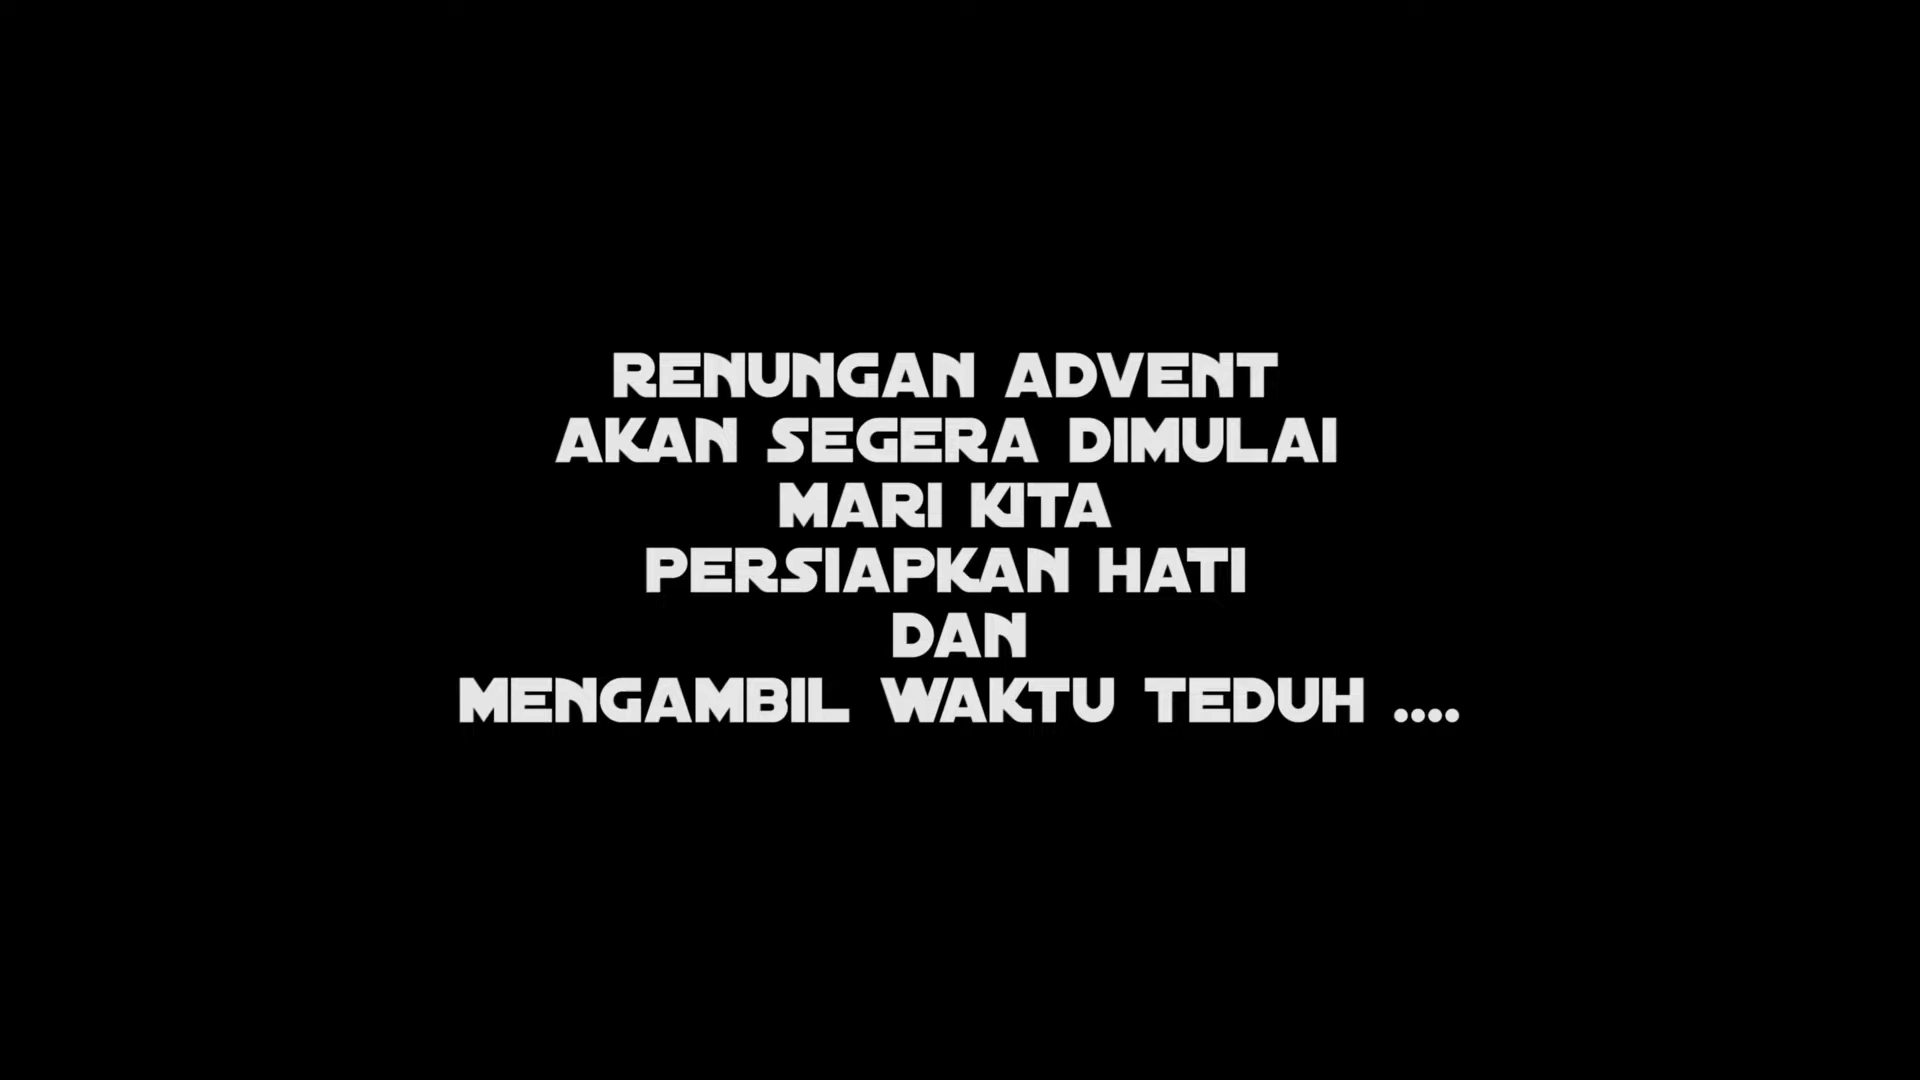 RENUNGAN ADVENT
AKAN SEGERA DIMULAI
MARI KITA
PERSIAPKAN HATI
DAN
MENGAMBIL WAKTU TEDUH ....